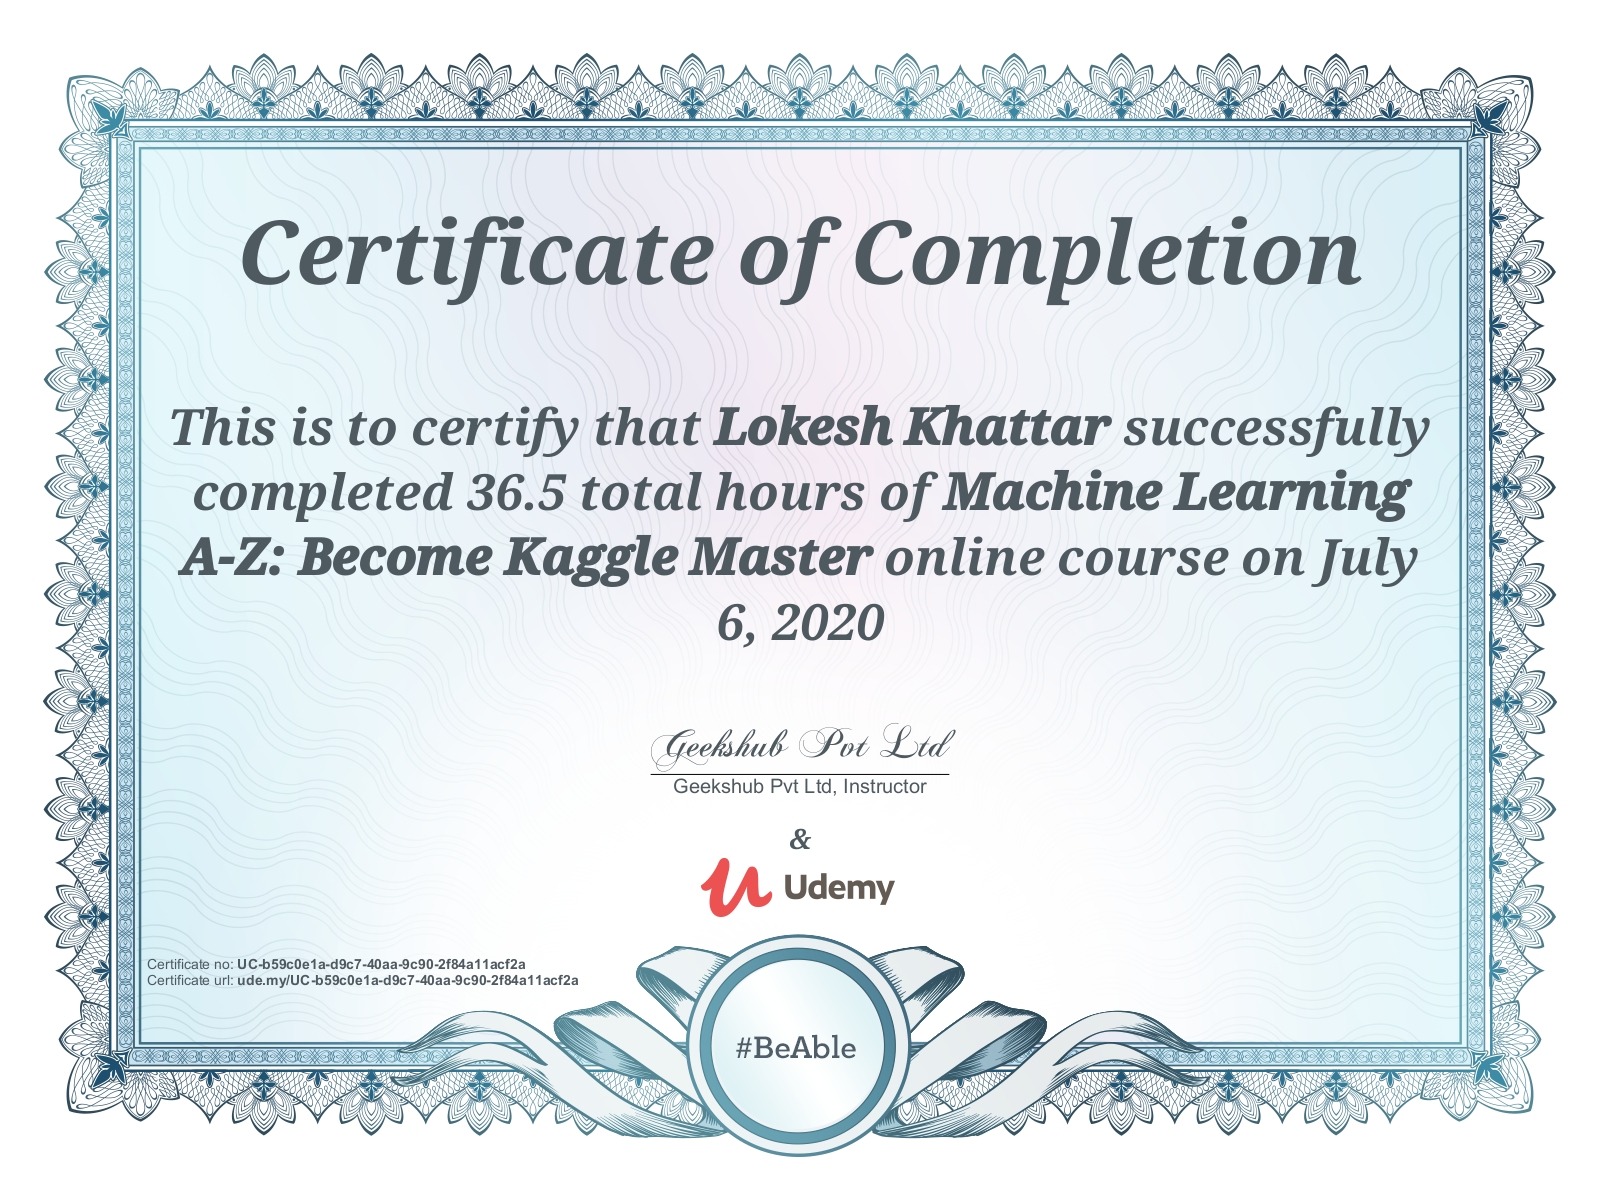 Certificate of Completion
This is to certify that Lokesh Khattar successfully
completed 36.5 total hours of Machine Learning
A-Z: Become Kaggle Master online course on July
6, 2020
Geekshub Pvt Ltd
Geekshub Pvt Ltd, Instructor
&
Udemy
Certificate no: UC-b59c0e1a-d9c7-40aa-9c90-2f84a11acf2a
Certificate url: ude.my/UC-b59c0e1a-d9c7-40aa-9c90-2f84a11acf2a
#BeAble